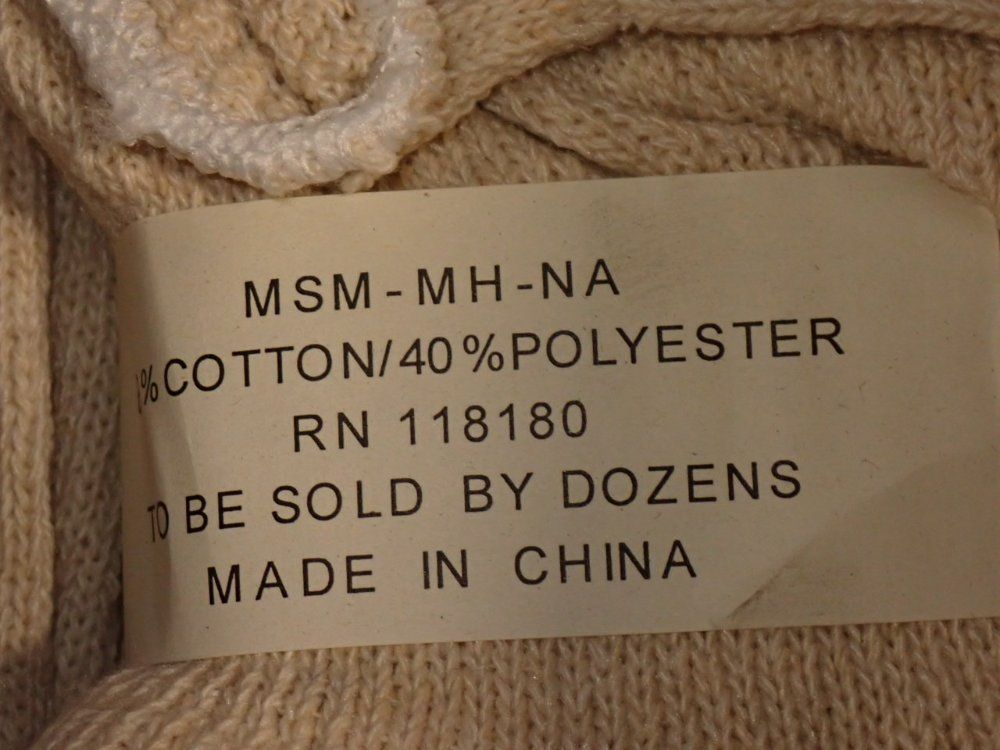 MSM-MH-NA
%COTTON/40%POLYESTER
RN 118180
TO BE SOLD BY DOZENS
MADE IN CHINA